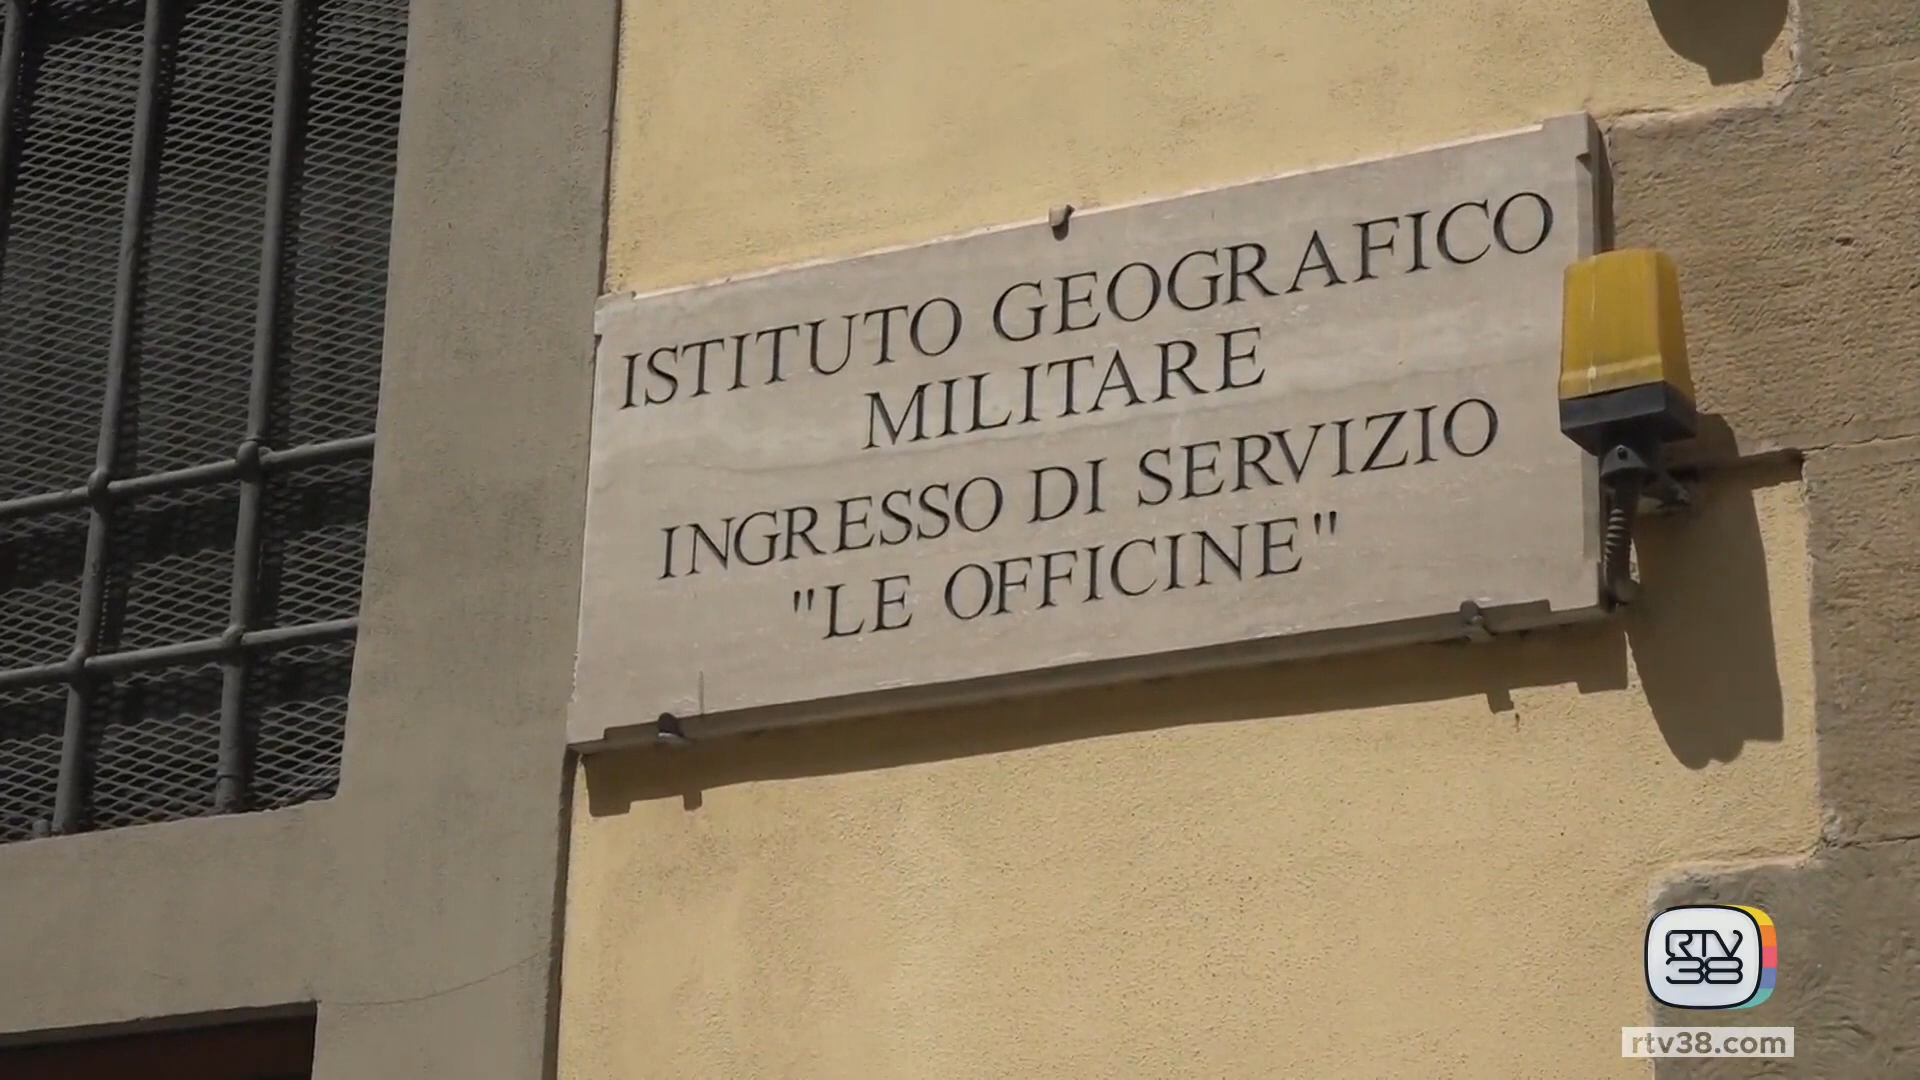 ISTITUTO GEOGRAFICO
MILITARE
INGRESSO DI SERVIZIO
"LE OFFICINE"
RTV
38
rtv38.com